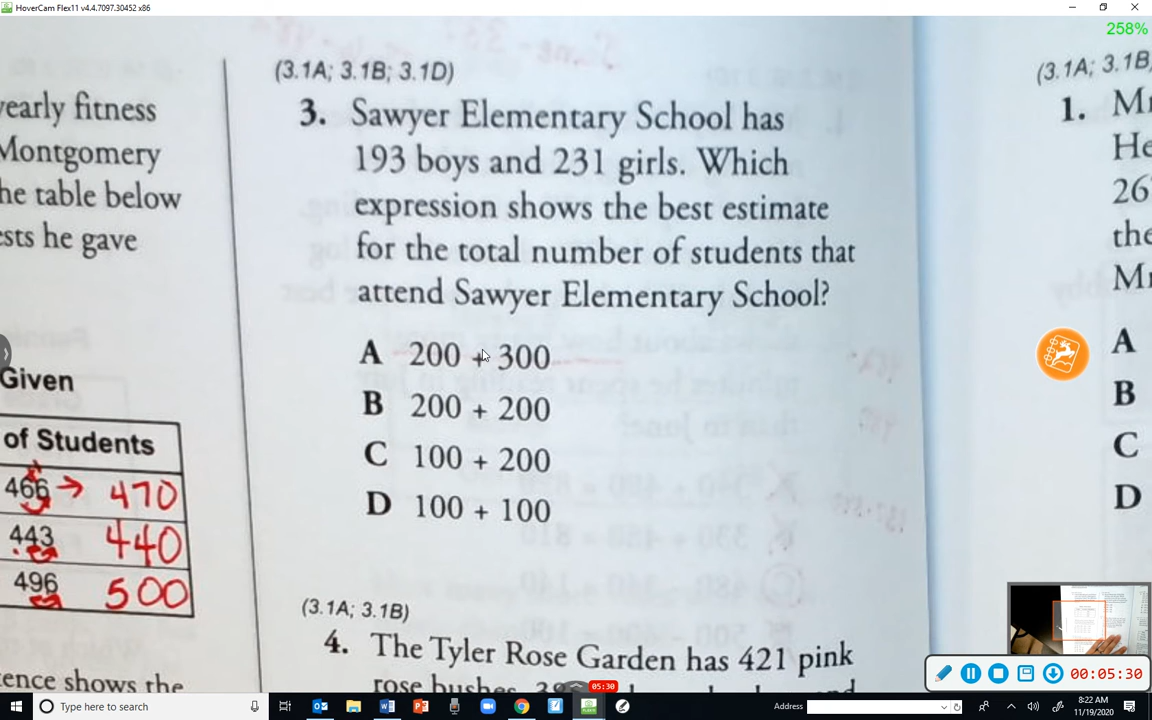 HoverCam Flex11 v4.4.7097.30452 x86
258%
yearly fitness
Montgomery
he table below
ests he gave
Given
of Students
466 → 470
443 440
496 500
ence shows the
(3.1A; 3.1B; 3.1D)
3. Sawyer Elementary School has
193 boys and 231 girls. Which
expression shows the best estimate
for the total number of students that
attend Sawyer Elementary School?
A 200 + 300
B 200 + 200
C 100 + 200
D 100 + 100
(3.1A; 3.1B)
4. The Tyler Rose Garden has 421 pink
rose bushes,
(3.1A; 3.1B
1. M
He
26
the
M
A
B
C
D
00:05:30
05:30
Type here to search
Address
8:22 AM
11/19/2020